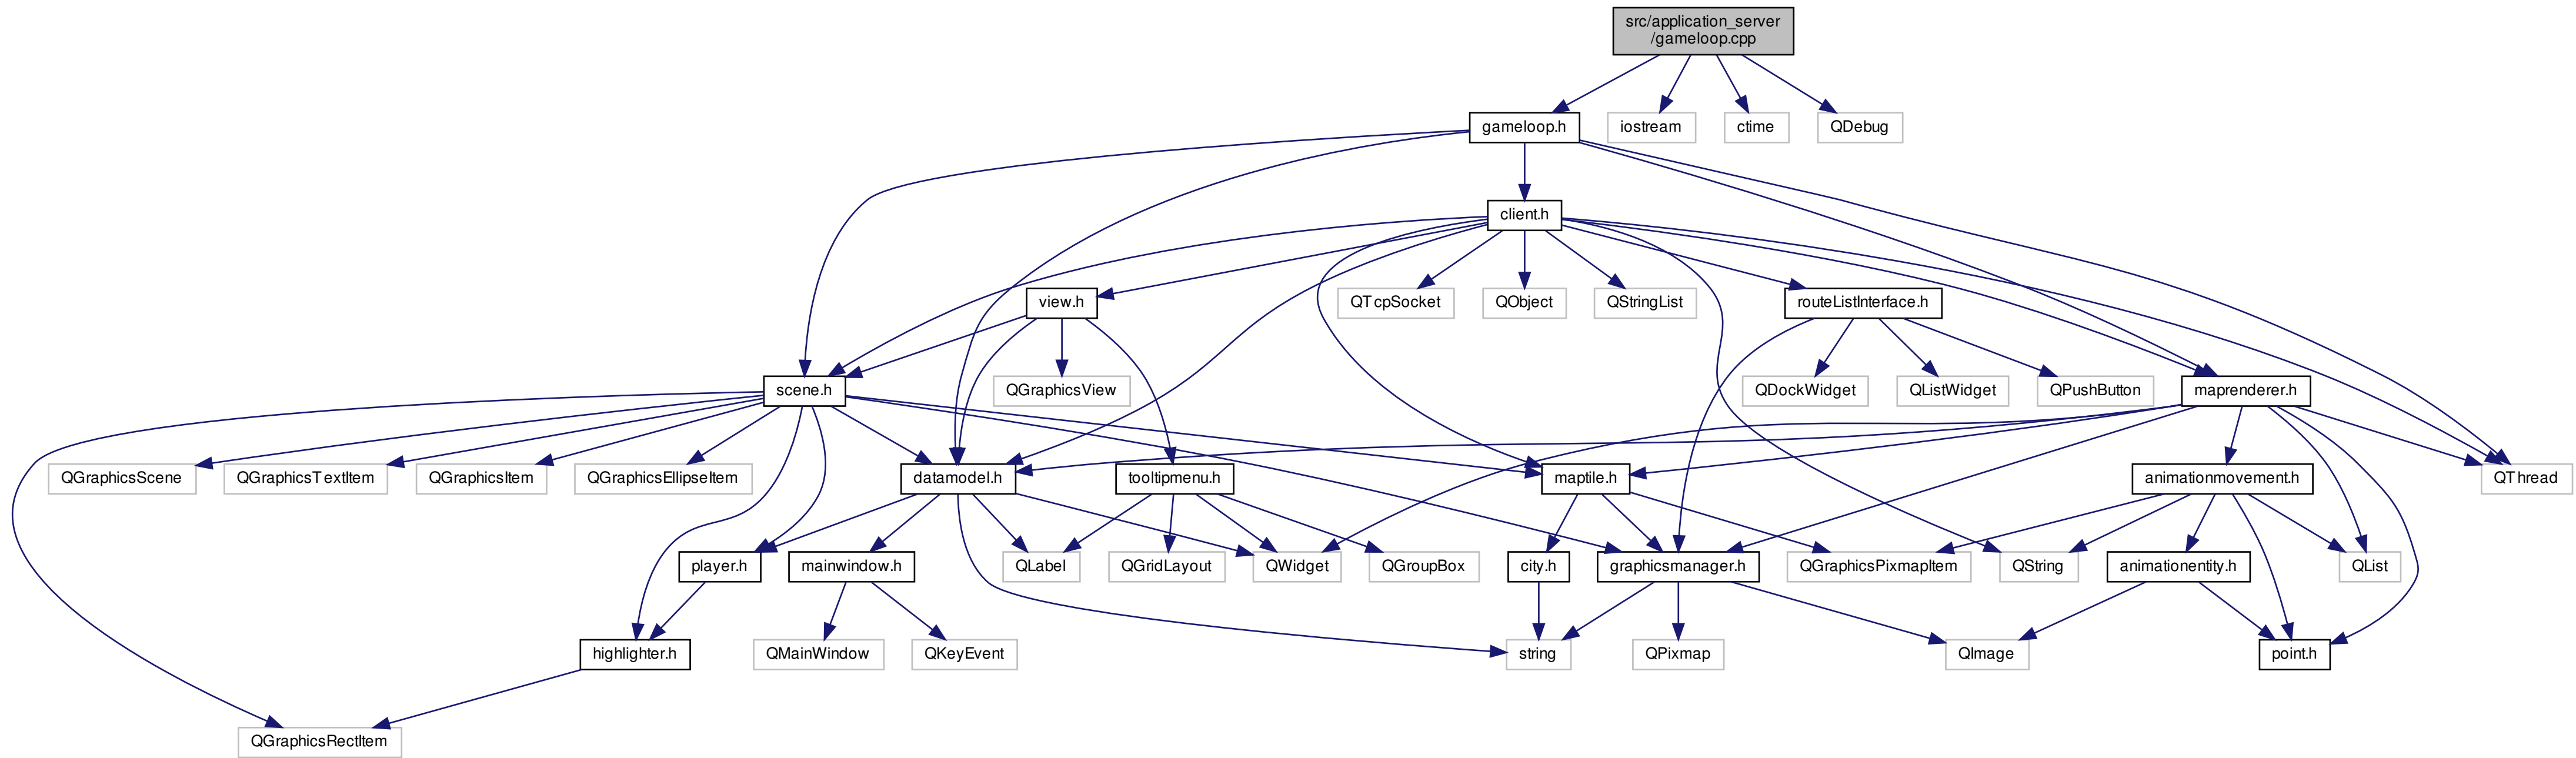 src/application_server
/gameloop.cpp
gameloop.h
iostream
ctime
QDebug
client.h
view.h
QTcpSocket
QObject
QStringList
routeListInterface.h
scene.h
QGraphicsView
QDockWidget
QListWidget
QPushButton
maprenderer.h
QGraphicsScene
QGraphicsTextItem
QGraphicsItem
QGraphicsEllipseItem
datamodel.h
tooltipmenu.h
maptile.h
animationmovement.h
QThread
player.h
mainwindow.h
QLabel
QGridLayout
QWidget
QGroupBox
city.h
graphicsmanager.h
QGraphicsPixmapItem
QString
animationentity.h
QList
highlighter.h
QMainWindow
QKeyEvent
string
QPixmap
QImage
point.h
QGraphicsRectItem